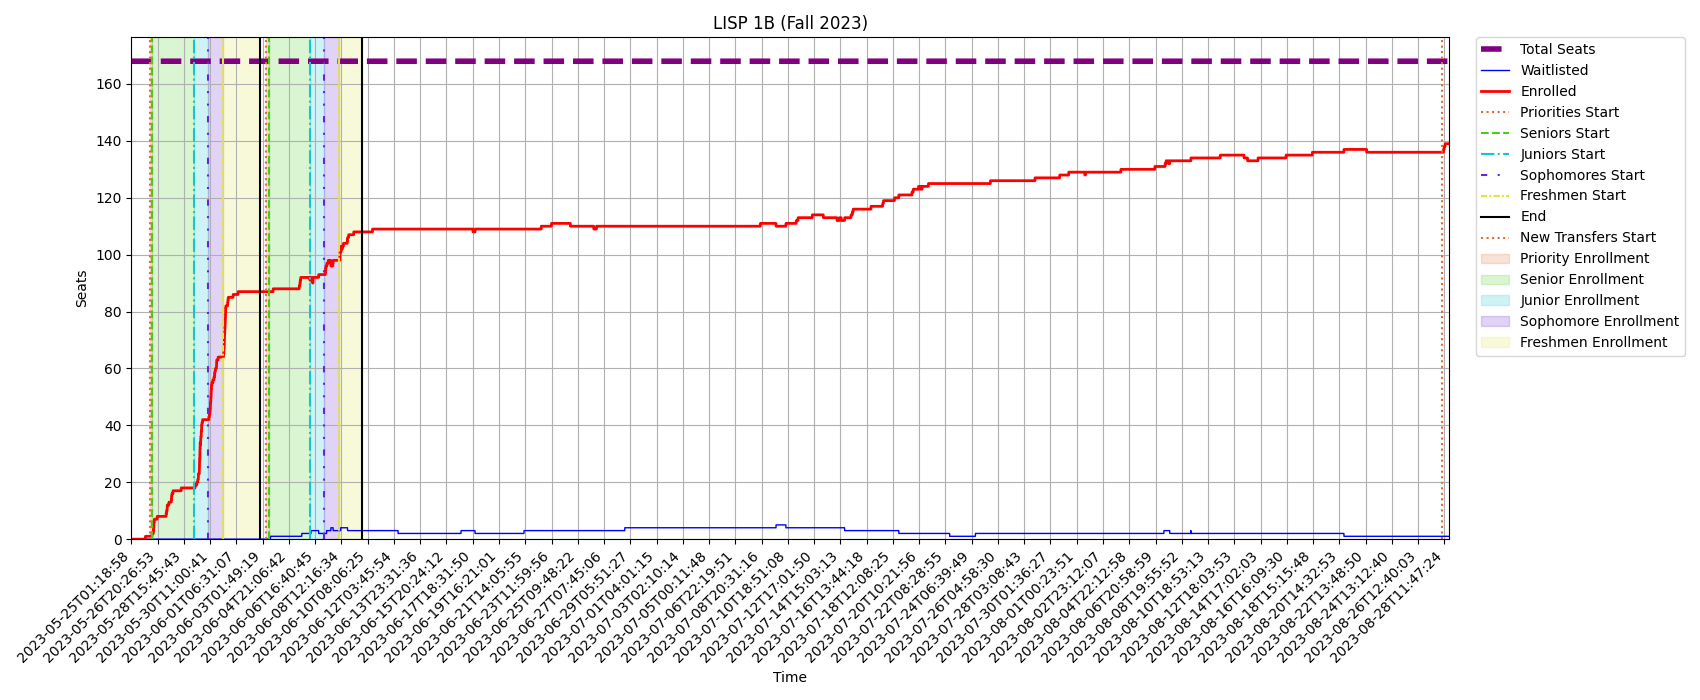 LISP 1B (Fall 2023)
Seats
160
140
120
100
80
60
40
20
0
2023-05-25T01:18:58
2023-05-26T20:26:53
2023-05-28T15:45:43
2023-05-30T11:00:41
2023-06-01T06:31:07
2023-06-03T01:49:19
2023-06-04T21:06:42
2023-06-06T16:40:45
2023-06-08T12:16:34
2023-06-10T08:06:25
2023-06-12T03:45:54
2023-06-13T23:31:36
2023-06-15T20:24:12
2023-06-17T18:31:50
2023-06-19T16:21:01
2023-06-21T14:05:55
2023-06-23T11:59:56
2023-06-25T09:48:22
2023-06-27T07:45:06
2023-06-29T05:51:27
2023-07-01T04:01:15
2023-07-03T02:10:14
2023-07-05T00:11:48
2023-07-06T22:19:51
2023-07-08T20:31:16
2023-07-10T18:51:08
2023-07-12T17:01:50
2023-07-14T15:03:13
2023-07-16T13:44:18
2023-07-18T12:08:25
2023-07-20T10:21:56
2023-07-22T08:28:55
2023-07-24T06:39:49
2023-07-26T04:58:30
2023-07-28T03:08:43
2023-07-30T01:36:27
2023-08-01T00:23:51
2023-08-02T23:12:07
2023-08-04T22:12:58
2023-08-06T20:58:59
2023-08-08T19:55:52
2023-08-10T18:53:13
2023-08-12T18:03:53
2023-08-14T17:02:03
2023-08-16T16:09:30
2023-08-18T15:15:48
2023-08-20T14:32:53
2023-08-22T13:48:50
2023-08-24T13:12:40
2023-08-26T12:40:03
2023-08-28T11:47:24
Time
Total Seats
Waitlisted
Enrolled
Priorities Start
Seniors Start
Juniors Start
Sophomores Start
Freshmen Start
End
New Transfers Start
Priority Enrollment
Senior Enrollment
Junior Enrollment
Sophomore Enrollment
Freshmen Enrollment